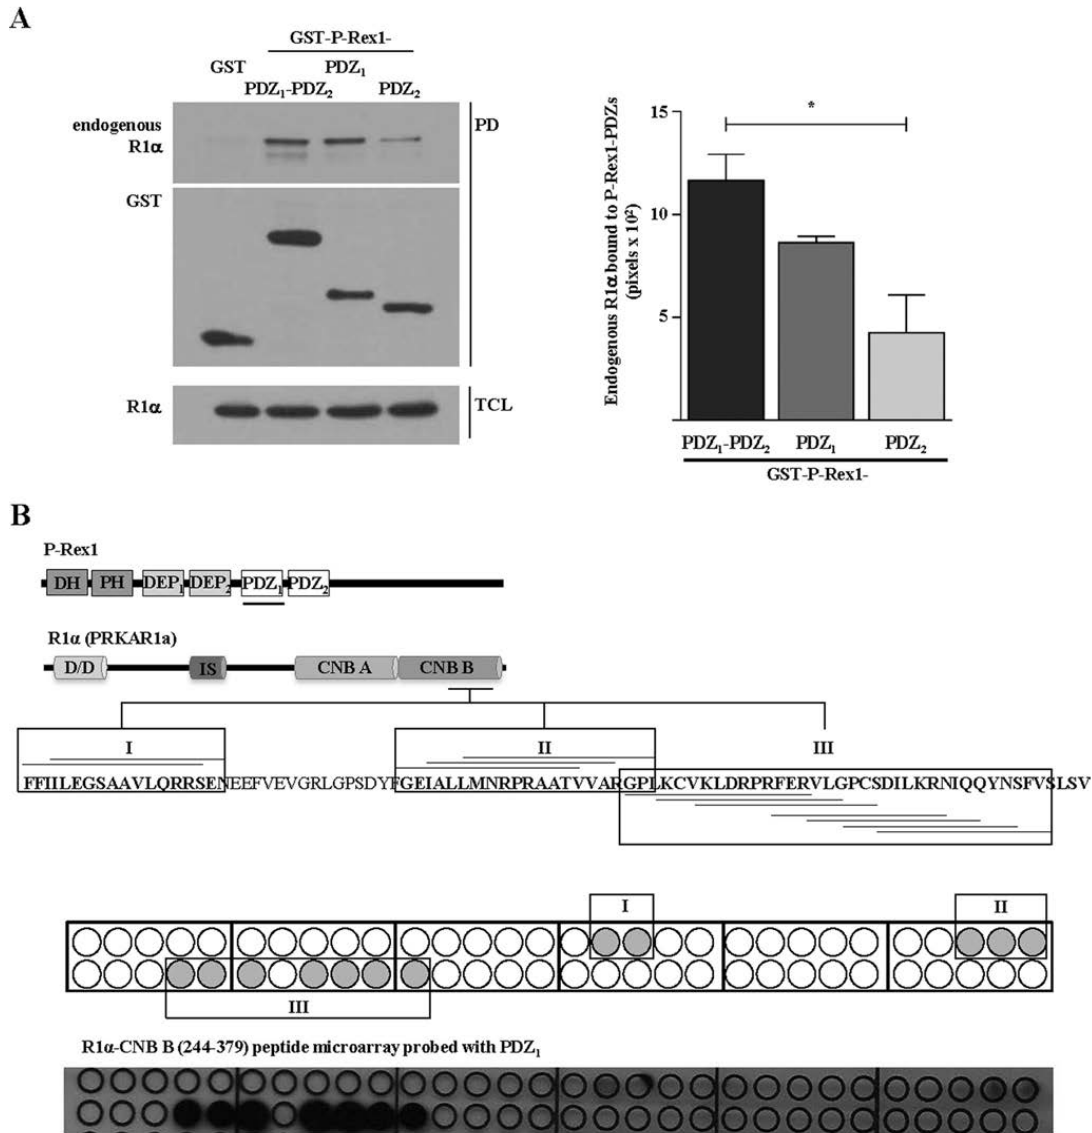 A
GST-P-Rex1-
GST PDZ₁
PDZ₁-PDZ₂ PDZ₂
endogenous
R1α
PD
GST
R1α
TCL
Endogenous R1α bound to P-Rex1-PDZs
(pixels x 10²)
15
10
5
*
PDZ₁-PDZ₂ PDZ₁ PDZ₂
GST-P-Rex1-
B
P-Rex1
DH PH DEP₁ DEP₂ PDZ₁ PDZ₂
R1α (PRKAR1a)
D/D IS CNB A CNB B
I II III
FFIILEGSAAVLQRRSENEEFVEVGRLGPSDYFGEIALLMNRPRAATVVARGPLKCVKLDRPRFERVLGPCSDILKRNIQQYNSFVSLSV
I II
III
R1α-CNB B (244-379) peptide microarray probed with PDZ₁